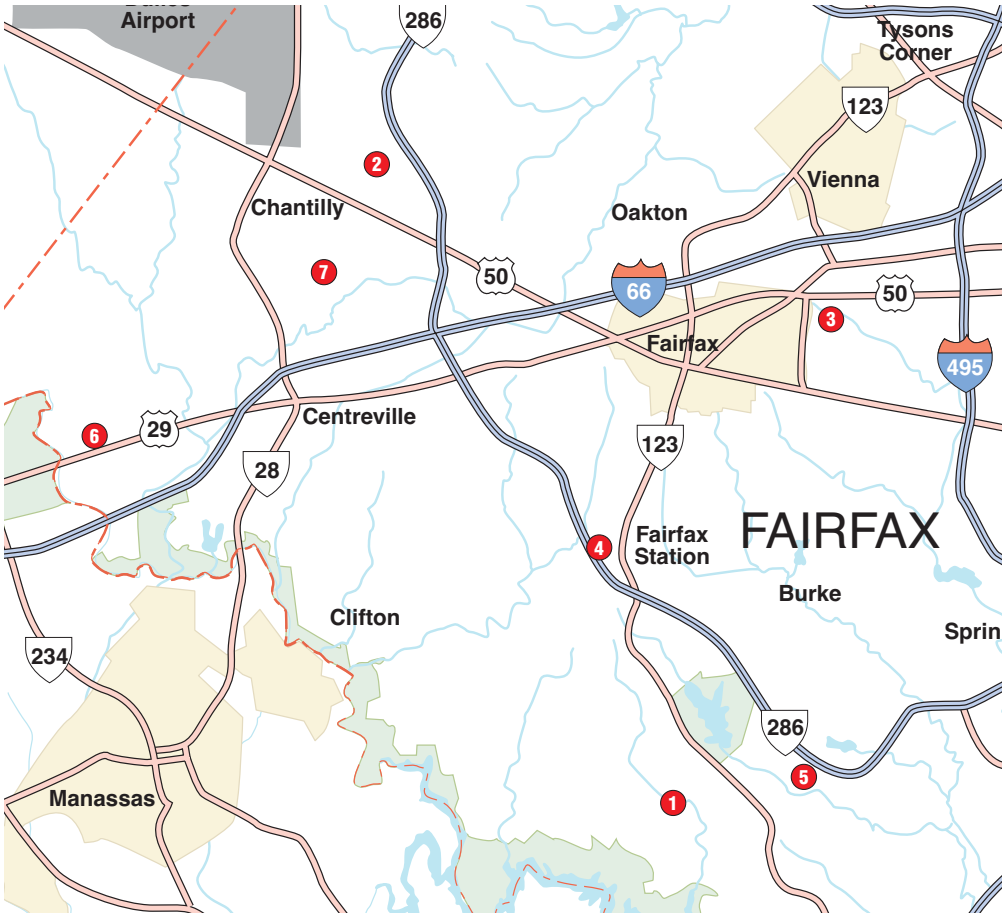 Airport
286
Tysons
Corner
123
2
Vienna
Chantilly
Oakton
7
50
66
50
3
Fairfax
495
Centreville
6
29
123
28
FAIRFAX
4
Fairfax
Station
Burke
Clifton
Sprin
234
286
5
Manassas
1